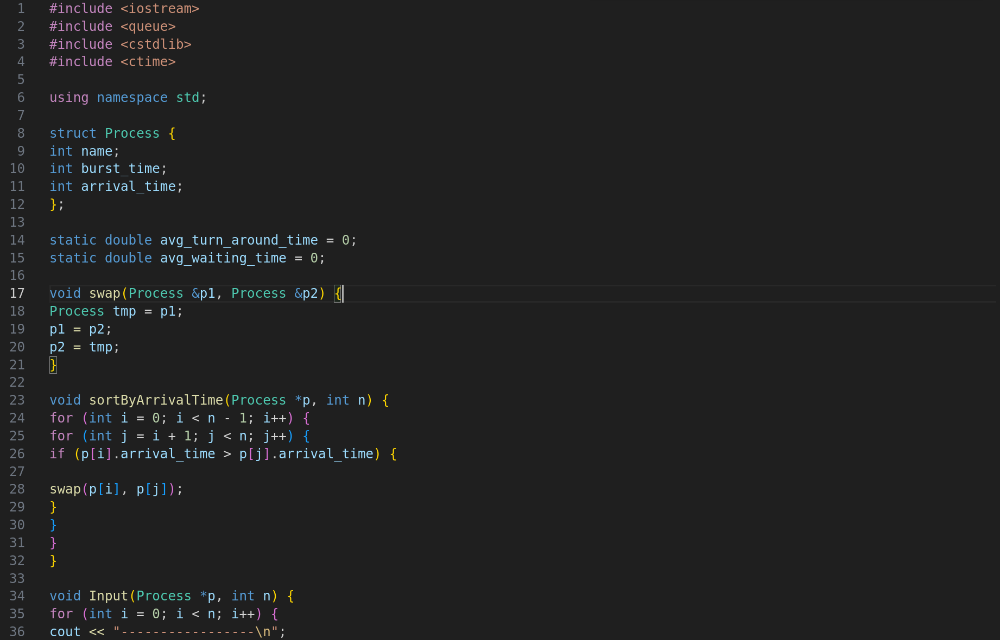 1 #include <iostream>
2 #include <queue>
3 #include <cstdlib>
4 #include <ctime>
5
6 using namespace std;
7
8 struct Process {
9 int name;
10 int burst_time;
11 int arrival_time;
12 };
13
14 static double avg_turn_around_time = 0;
15 static double avg_waiting_time = 0;
16
17 void swap(Process &p1, Process &p2) {
18 Process tmp = p1;
19 p1 = p2;
20 p2 = tmp;
21 }
22
23 void sortByArrivalTime(Process *p, int n) {
24 for (int i = 0; i < n - 1; i++) {
25 for (int j = i + 1; j < n; j++) {
26 if (p[i].arrival_time > p[j].arrival_time) {
27
28 swap(p[i], p[j]);
29 }
30 }
31 }
32 }
33
34 void Input(Process *p, int n) {
35 for (int i = 0; i < n; i++) {
36 cout << "-----------------\n";